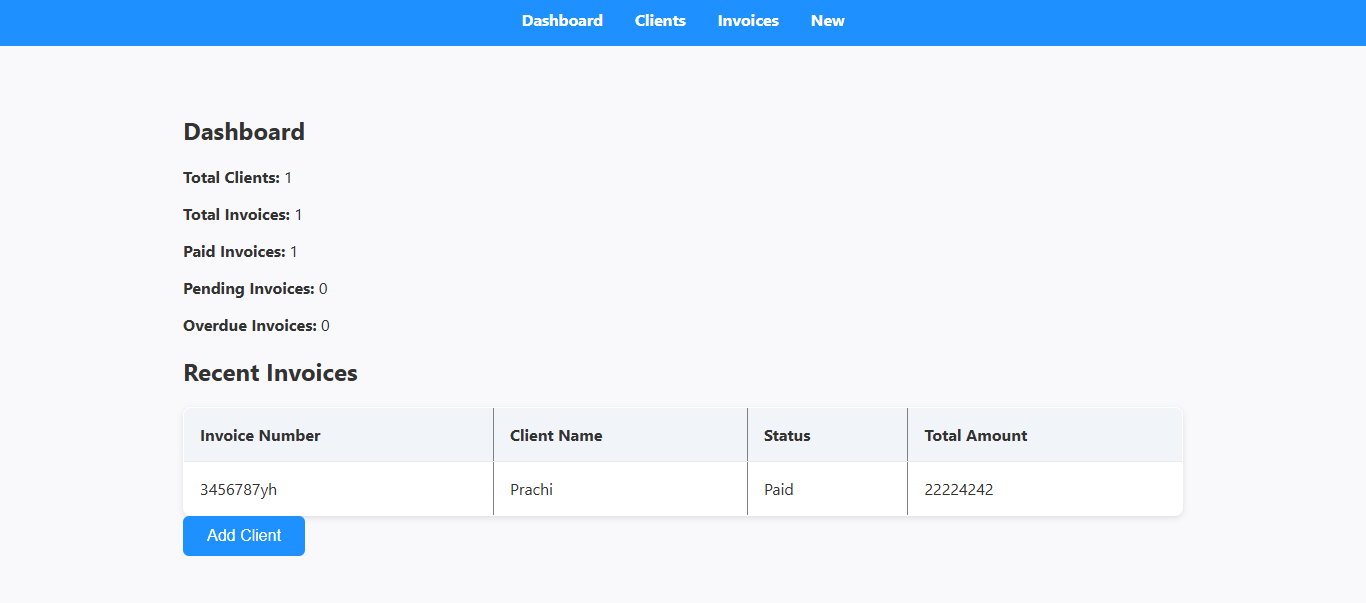 Dashboard Clients Invoices New
Dashboard
Total Clients: 1
Total Invoices: 1
Paid Invoices: 1
Pending Invoices: 0
Overdue Invoices: 0
Recent Invoices
Invoice Number Client Name Status Total Amount
3456787yh Prachi Paid 22224242
Add Client